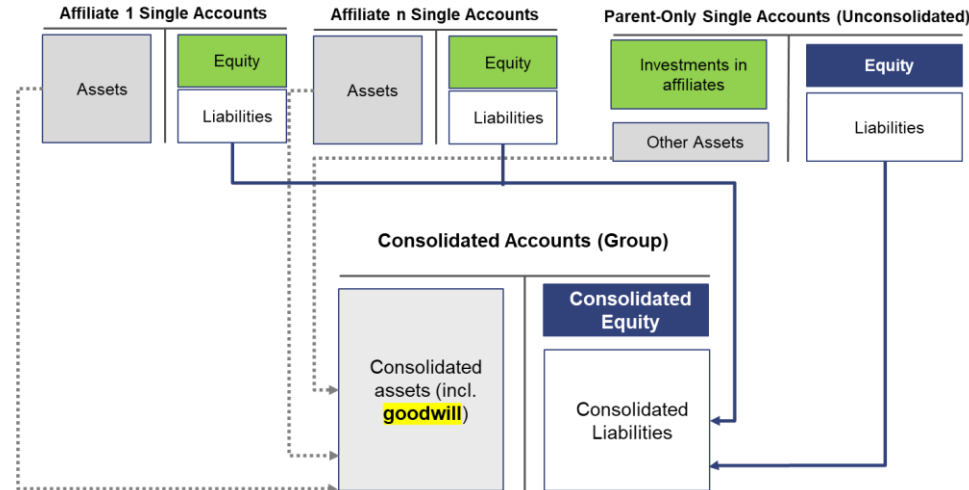 Affiliate 1 Single Accounts
Affiliate n Single Accounts
Parent-Only Single Accounts (Unconsolidated)
Assets
Equity
Liabilities
Assets
Equity
Liabilities
Investments in
affiliates
Other Assets
Equity
Liabilities
Consolidated Accounts (Group)
Consolidated
assets (incl.
goodwill)
Consolidated
Equity
Consolidated
Liabilities